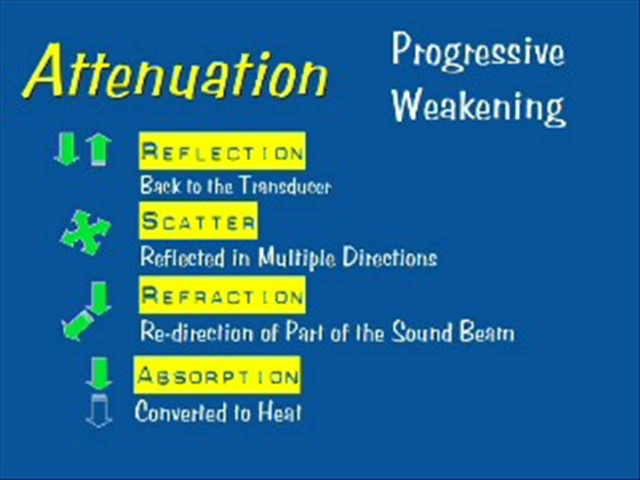 Attenuation
Progressive
Weakening
REFLECTION
Back to the Transducer
SCATTER
Reflected in Multiple Directions
REFRACTION
Re-direction of Part of the Sound Beam
ABSORPTION
Converted to Heat